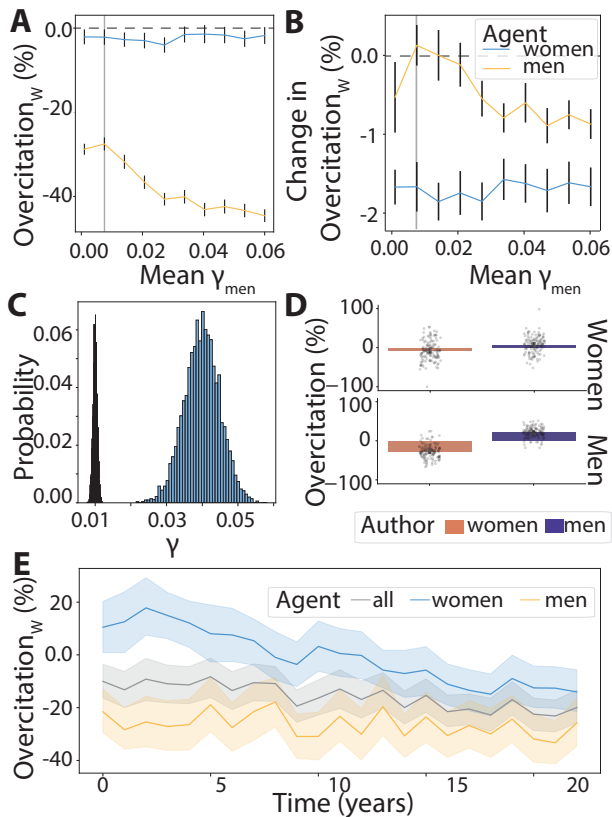 A
Overcitation_W (%)
0.0
-20
-40
0.00 0.02 0.04 0.06
Mean γ_men
B
Agent
women
men
Change in
Overcitation_W (%)
0.0
-1
-2
0.00 0.02 0.04 0.06
Mean γ_men
C
Probability
0.06
0.04
0.02
0.00
0.01 0.03 0.05
γ
D
Overcitation (%)
100
0
−100
Women
100
0
−100
Men
Author women men
E
Overcitation_W (%)
Agent all women men
20
0.0
-20
-40
0 5 10 15 20
Time (years)